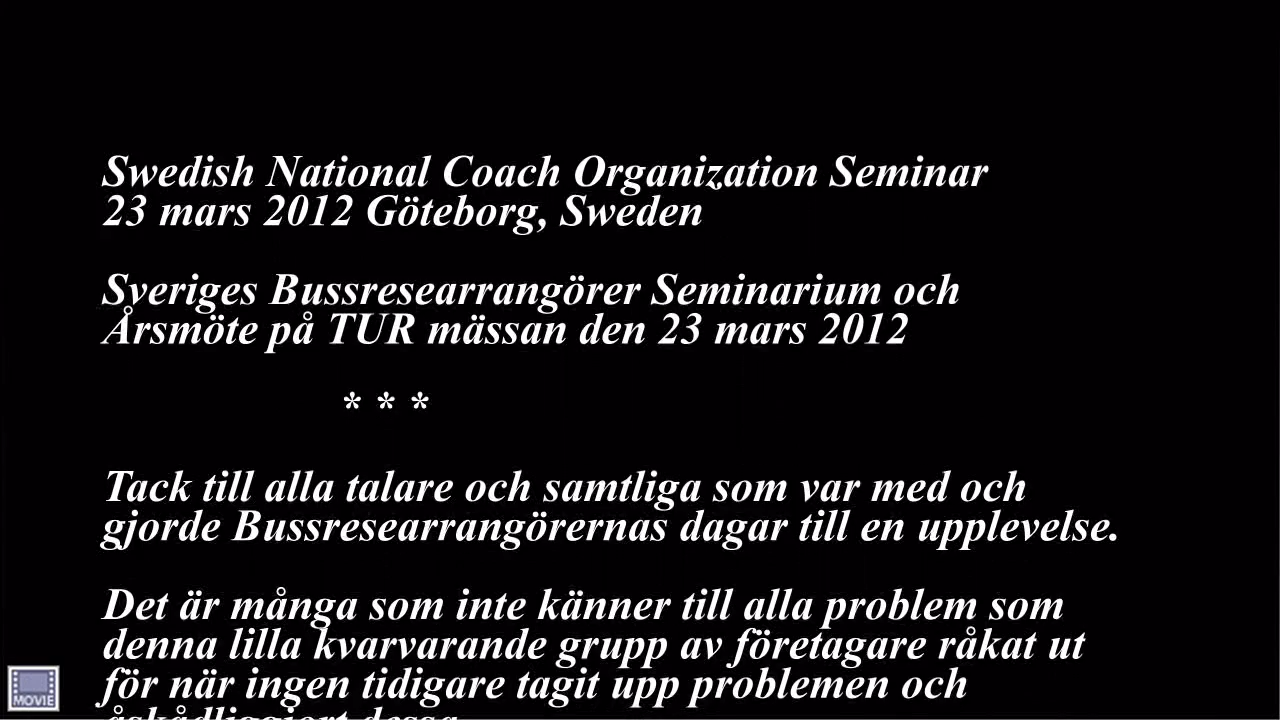 Swedish National Coach Organization Seminar
23 mars 2012 Göteborg, Sweden
Sveriges Bussresearrangörer Seminarium och
Årsmöte på TUR mässan den 23 mars 2012
* * *
Tack till alla talare och samtliga som var med och
gjorde Bussresearrangörernas dagar till en upplevelse.
Det är många som inte känner till alla problem som
denna lilla kvarvarande grupp av företagare råkat ut
för när ingen tidigare tagit upp problemen och
åskådliggjort dessa
MOVIE